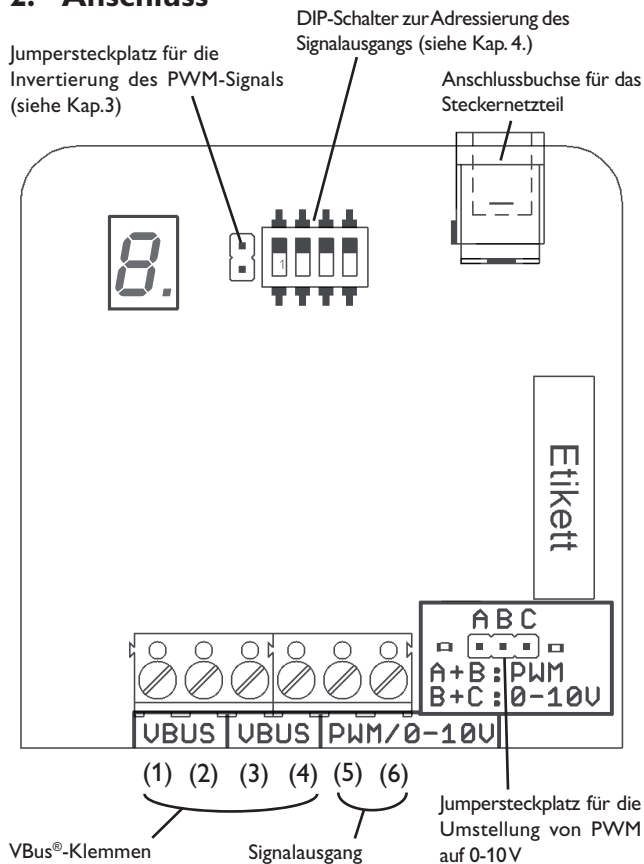 2. Anschluss
DIP-Schalter zur Adressierung des
Signalausgangs (siehe Kap. 4.)
Jumpersteckplatz für die
Invertierung des PWM-Signals
(siehe Kap.3)
Anschlussbuchse für das
Steckernetzteil
8.
1
Etikett
A B C
A+B:PWM
B+C:0-10V
VBUS VBUS PWM/0-10V
(1) (2) (3) (4) (5) (6)
Jumpersteckplatz für die
Umstellung von PWM
auf 0-10V
VBus®-Klemmen
Signalausgang